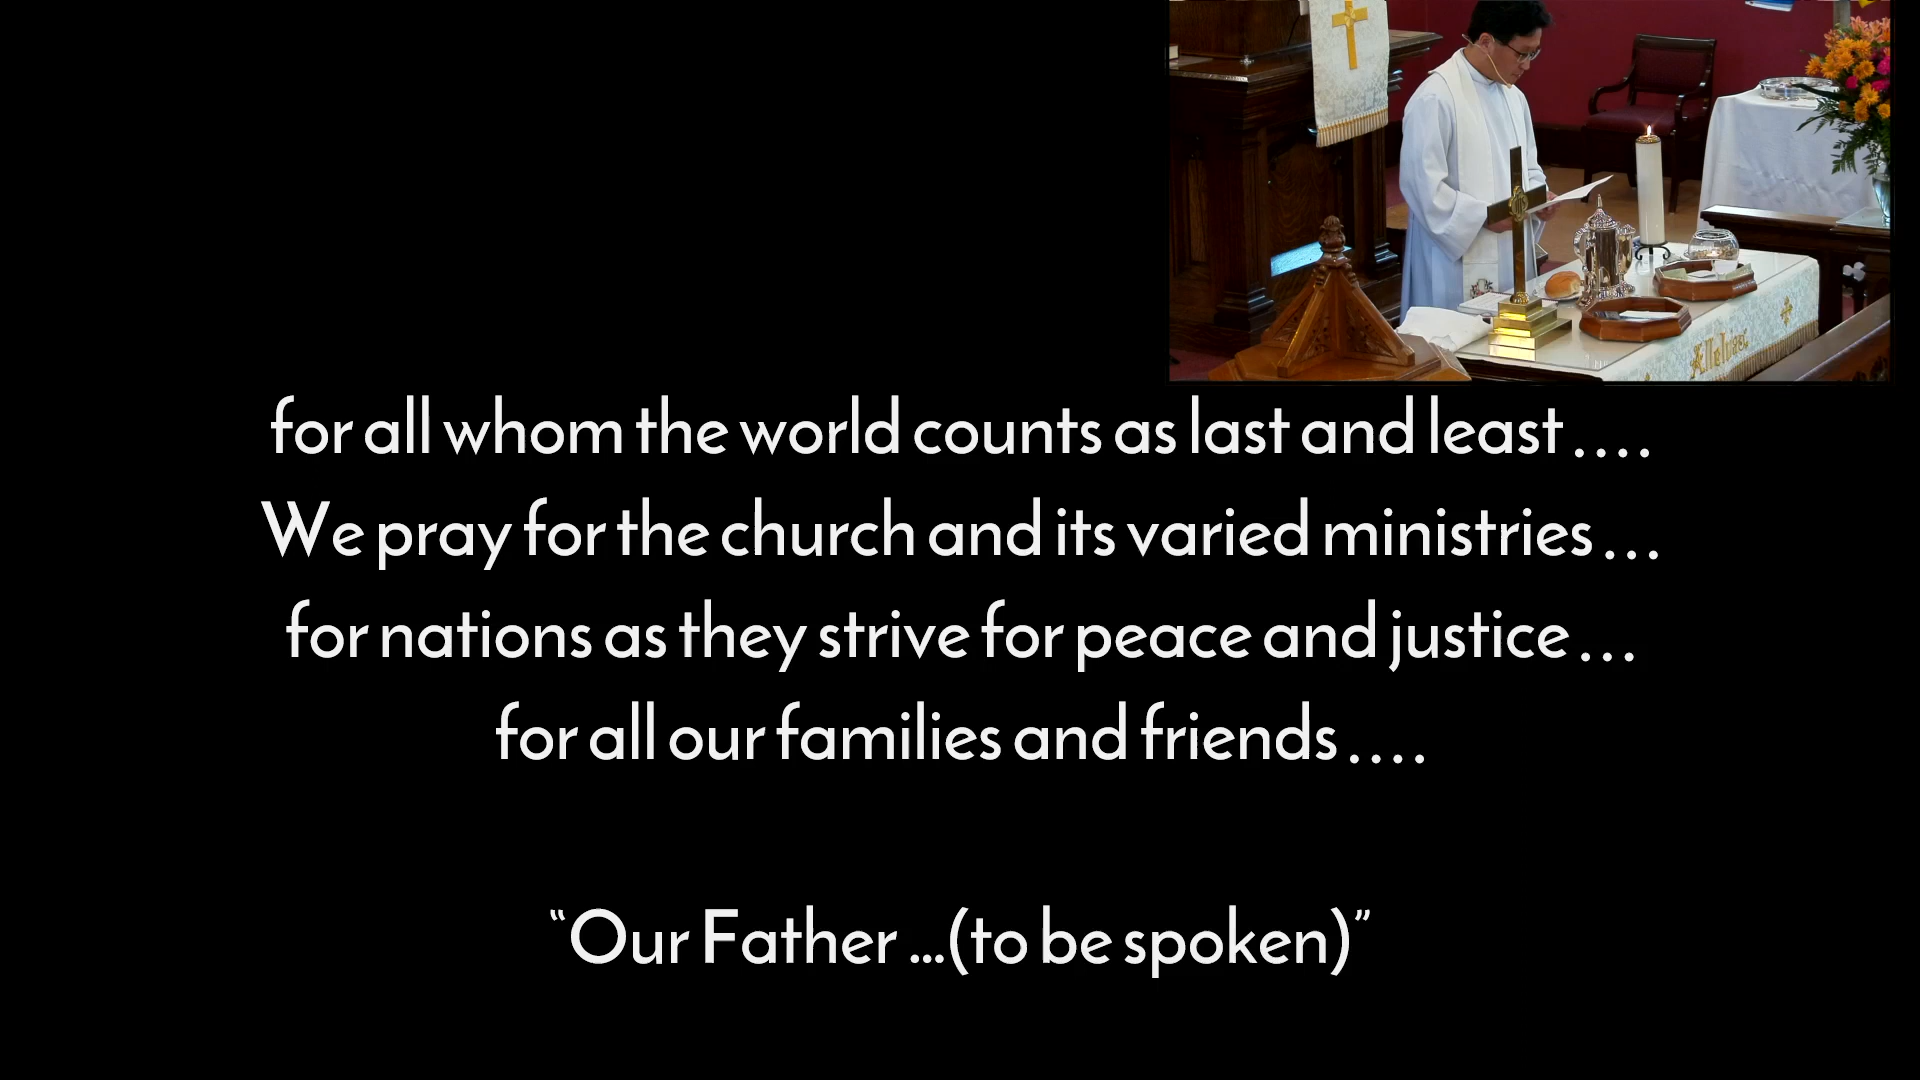 for all whom the world counts as last and least . . . .
We pray for the church and its varied ministries . . .
for nations as they strive for peace and justice . . .
for all our families and friends . . . .
“Our Father ...(to be spoken)”
Alleluia